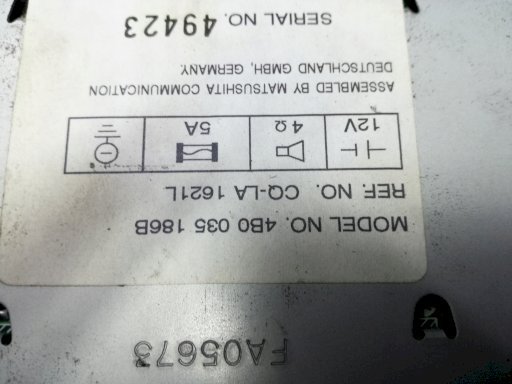 FA05673
MODEL NO. 4B0 035 186B
REF. NO. CQ-LA 1621L
12V 4Ω 5A
ASSEMBLED BY MATSUSHITA COMMUNICATION
DEUTSCHLAND GMBH, GERMANY
SERIAL NO. 49423